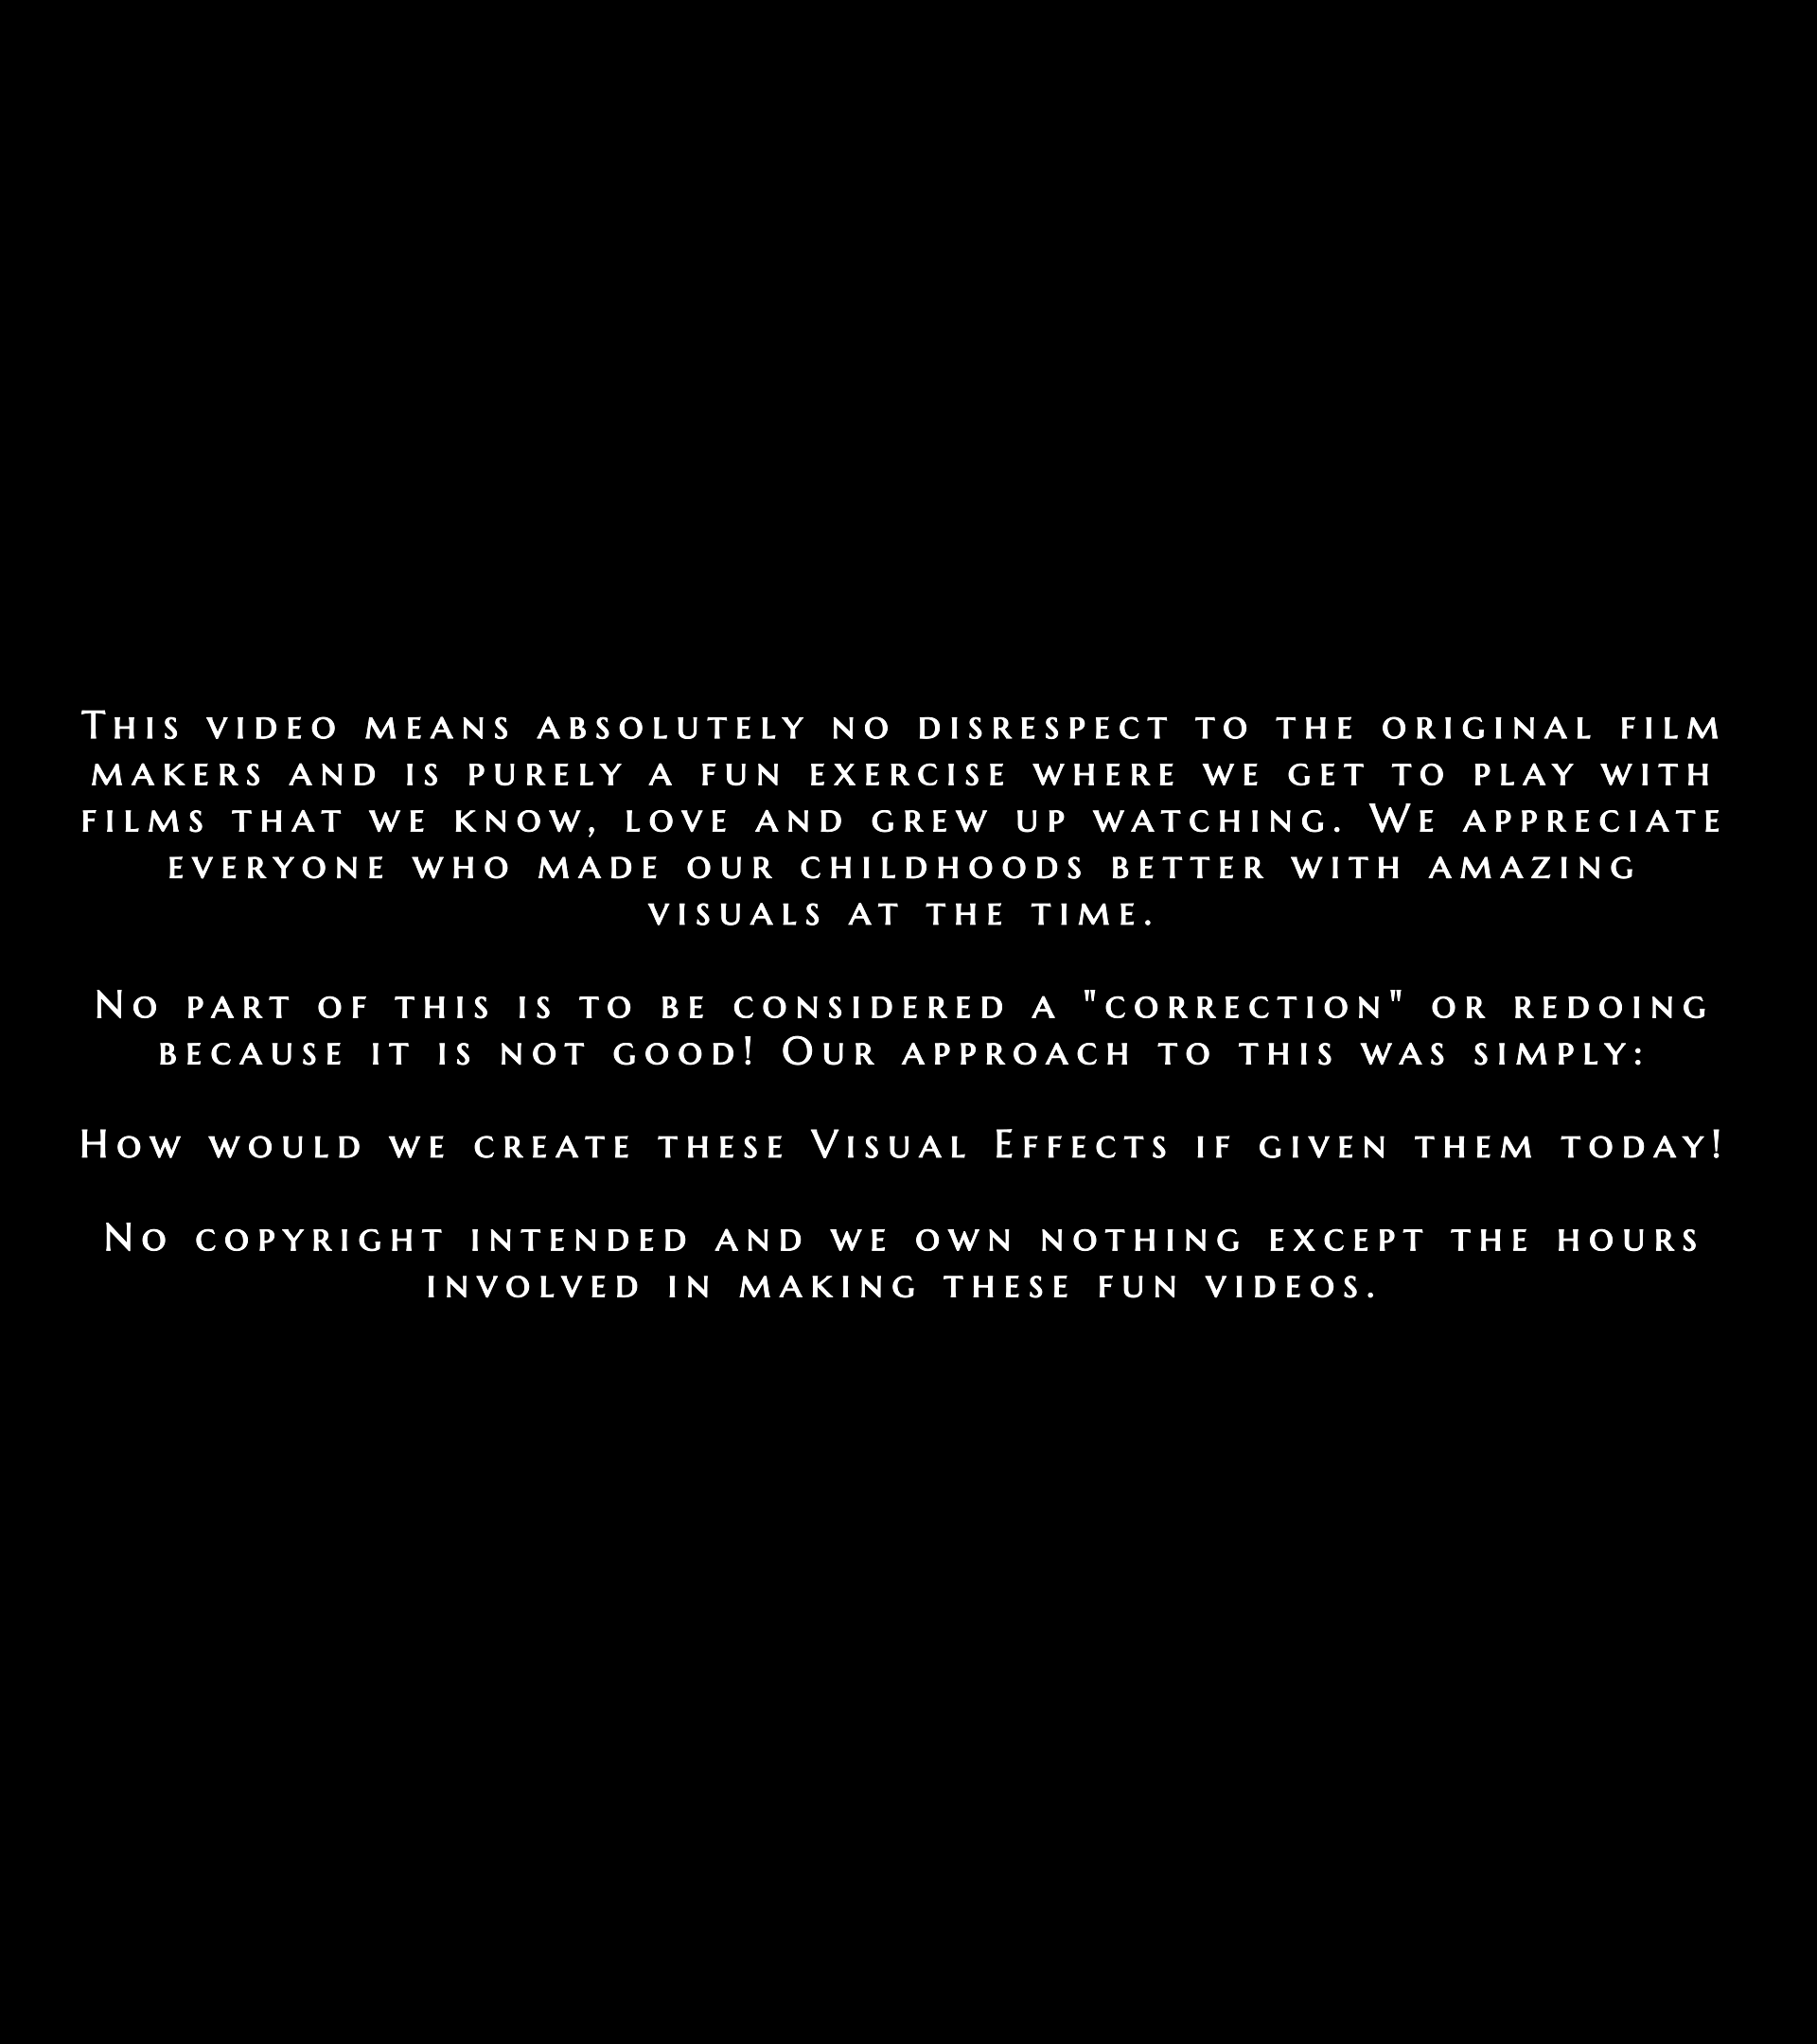 This video means absolutely no disrespect to the original film
makers and is purely a fun exercise where we get to play with
films that we know, love and grew up watching. We appreciate
everyone who made our childhoods better with amazing
visuals at the time.
No part of this is to be considered a "correction" or redoing
because it is not good! Our approach to this was simply:
How would we create these Visual Effects if given them today!
No copyright intended and we own nothing except the hours
involved in making these fun videos.